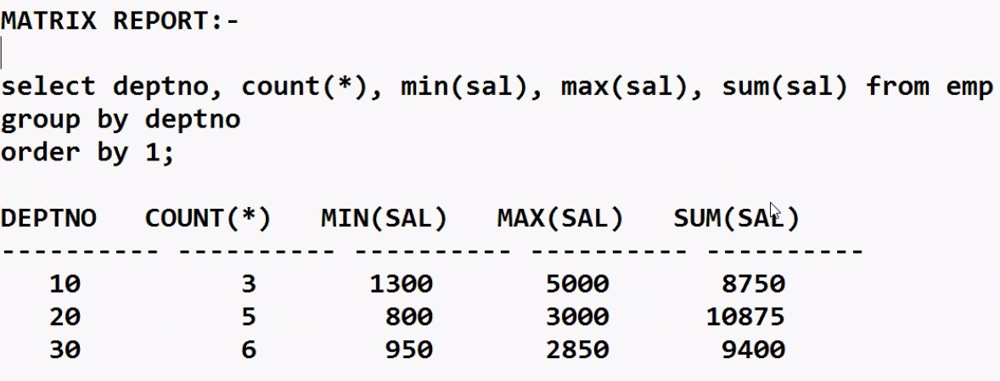 MATRIX REPORT:-
select deptno, count(*), min(sal), max(sal), sum(sal) from emp
group by deptno
order by 1;
DEPTNO COUNT(*) MIN(SAL) MAX(SAL) SUM(SAL)
---------- ---------- ---------- ---------- ----------
10 3 1300 5000 8750
20 5 800 3000 10875
30 6 950 2850 9400